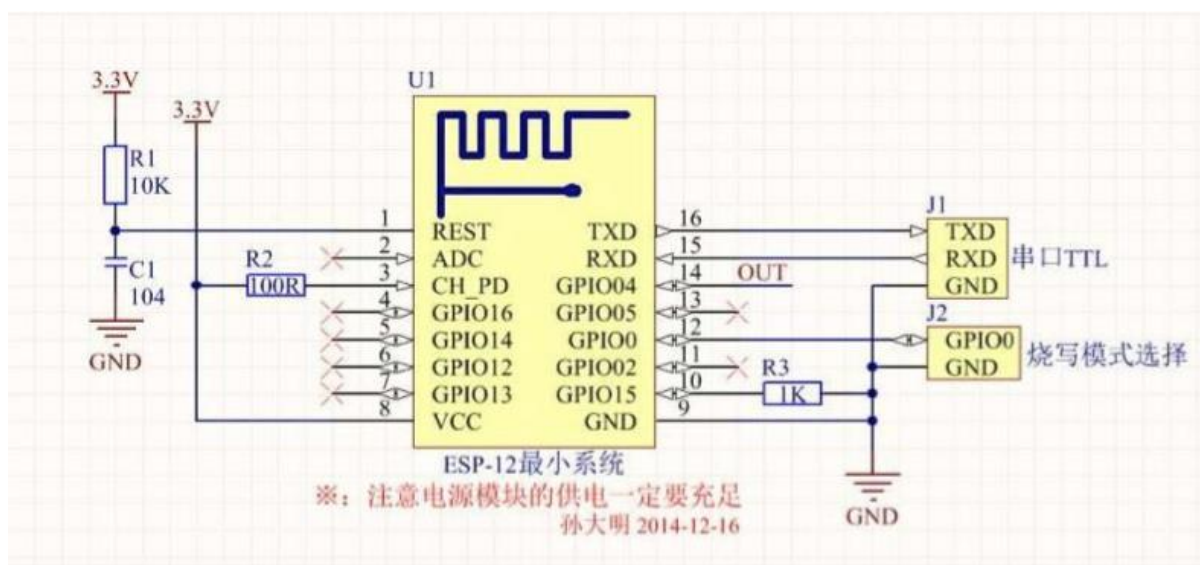 3.3V
3.3V
U1
R1
10K
C1
104
GND
R2
100R
1 REST TXD 16
2 ADC RXD 15
3 CH_PD GPIO04 14 OUT
4 GPIO16 GPIO05 13
5 GPIO14 GPIO0 12
6 GPIO12 GPIO02 11
7 GPIO13 GPIO15 10
8 VCC GND 9
R3
1K
J1
TXD
RXD
GND
串口TTL
J2
GPIO0
GND
烧写模式选择
GND
ESP-12最小系统
※：注意电源模块的供电一定要充足
孙大明 2014-12-16